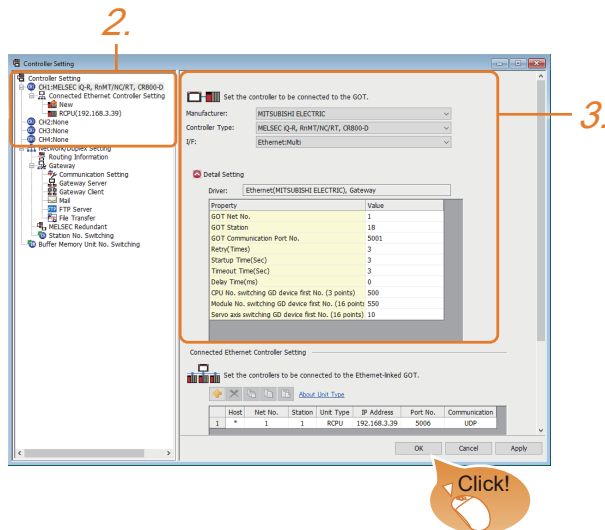 2.
Controller Setting
Controller Setting
CH1:MELSEC iQ-R, RnMT/NC/RT, CR800-D
Connected Ethernet Controller Setting
New
RCPU(192.168.3.39)
CH2:None
CH3:None
CH4:None
Network/Duplex Setting
Routing Information
Gateway
Communication Setting
Gateway Server
Gateway Client
Mail
FTP Server
File Transfer
MELSEC Redundant
Station No. Switching
Buffer Memory Unit No. Switching
Set the controller to be connected to the GOT.
Manufacturer: MITSUBISHI ELECTRIC
Controller Type: MELSEC iQ-R, RnMT/NC/RT, CR800-D
I/F: Ethernet:Multi
3.
Detail Setting
Driver: Ethernet(MITSUBISHI ELECTRIC), Gateway
Property Value
GOT Net No. 1
GOT Station 18
GOT Communication Port No. 5001
Retry(Times) 3
Startup Time(Sec) 3
Timeout Time(Sec) 3
Delay Time(ms) 0
CPU No. switching GD device first No. (3 points) 500
Module No. switching GD device first No. (16 points 550
Servo axis switching GD device first No. (16 points) 10
Connected Ethernet Controller Setting
Set the controllers to be connected to the Ethernet-linked GOT.
About Unit Type
Host Net No. Station Unit Type IP Address Port No. Communication
1 * 1 1 RCPU 192.168.3.39 5006 UDP
OK Cancel Apply
Click!